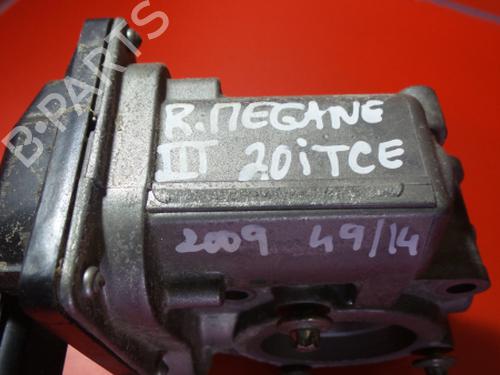 B-PARTS
R.MEGANE
III 2.0iTCE
2009 49/14